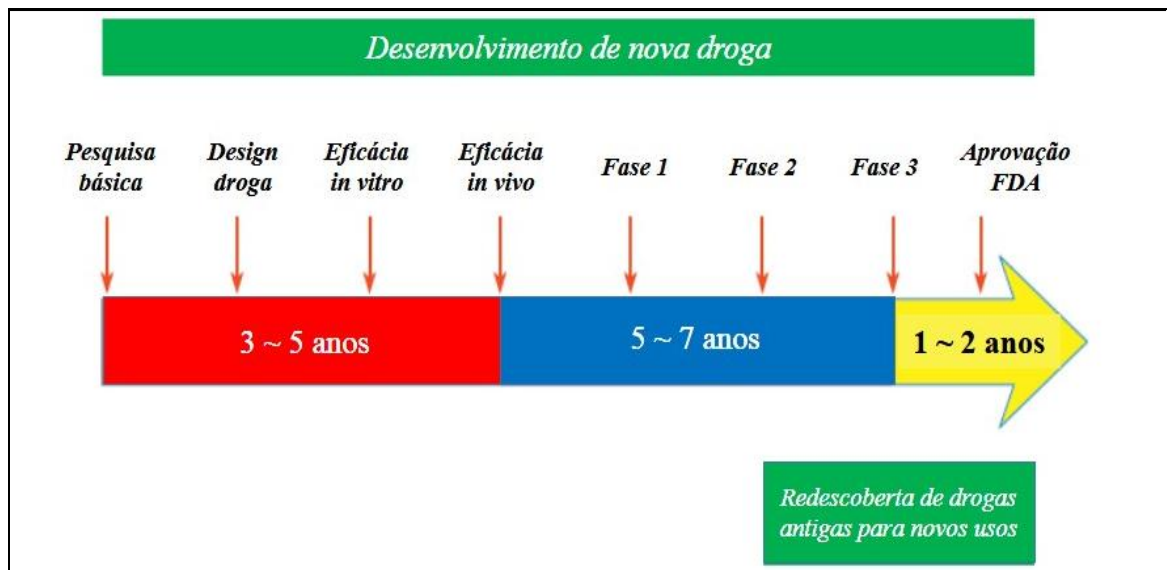 Desenvolvimento de nova droga
Pesquisa
básica
Design
droga
Eficácia
in vitro
Eficácia
in vivo
Fase 1
Fase 2
Fase 3
Aprovação
FDA
3 ~ 5 anos
5 ~ 7 anos
1 ~ 2 anos
Redescoberta de drogas
antigas para novos usos